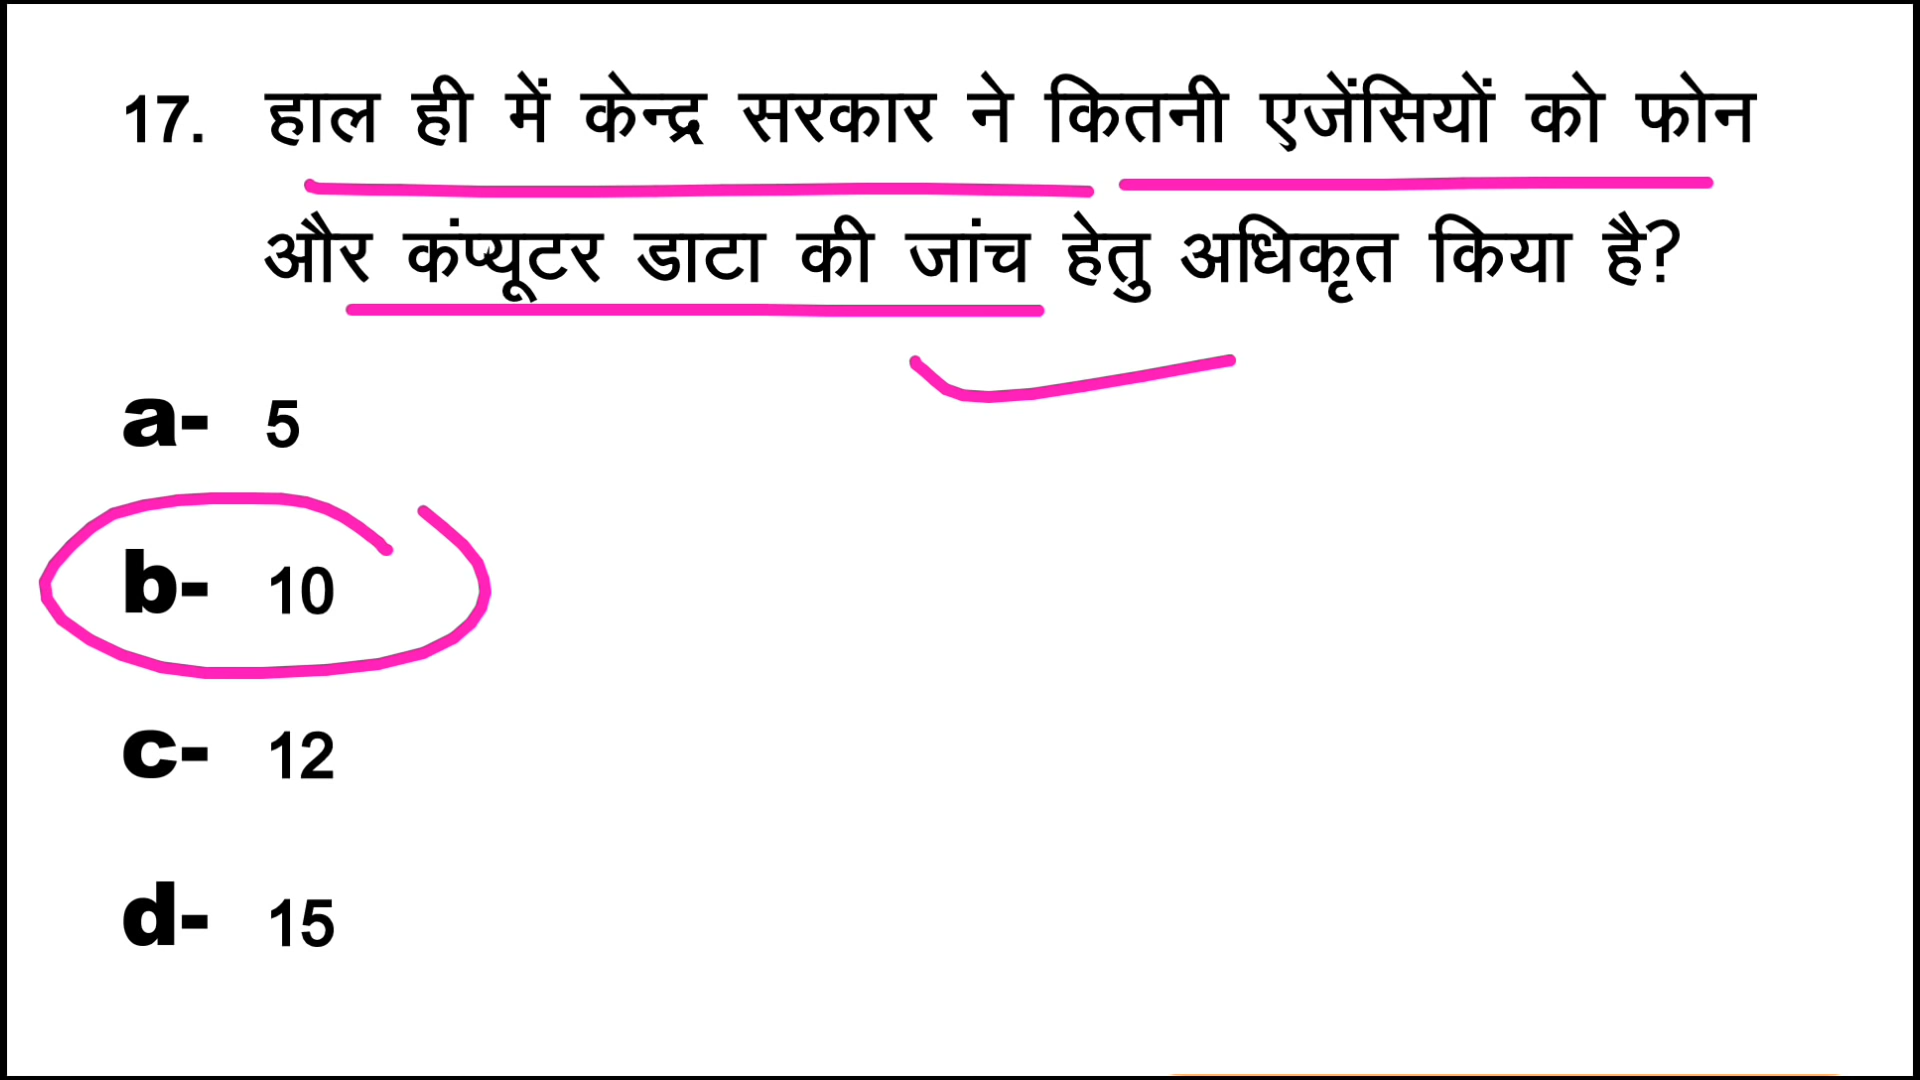 17. हाल ही में केन्द्र सरकार ने कितनी एजेंसियों को फोन
और कंप्यूटर डाटा की जांच हेतु अधिकृत किया है?
a- 5
b- 10
c- 12
d- 15